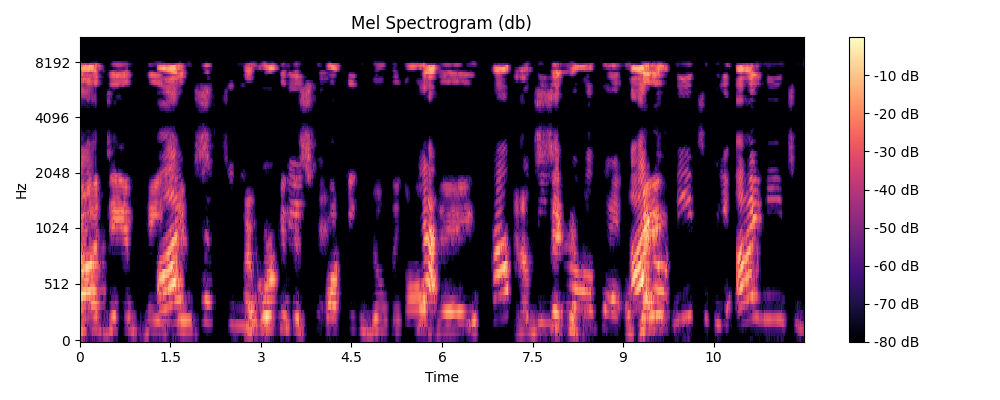 Mel Spectrogram (db)
8192
4096
2048
1024
512
0
Hz
0 1.5 3 4.5 6 7.5 9 10
Time
-10 dB
-20 dB
-30 dB
-40 dB
-50 dB
-60 dB
-70 dB
-80 dB